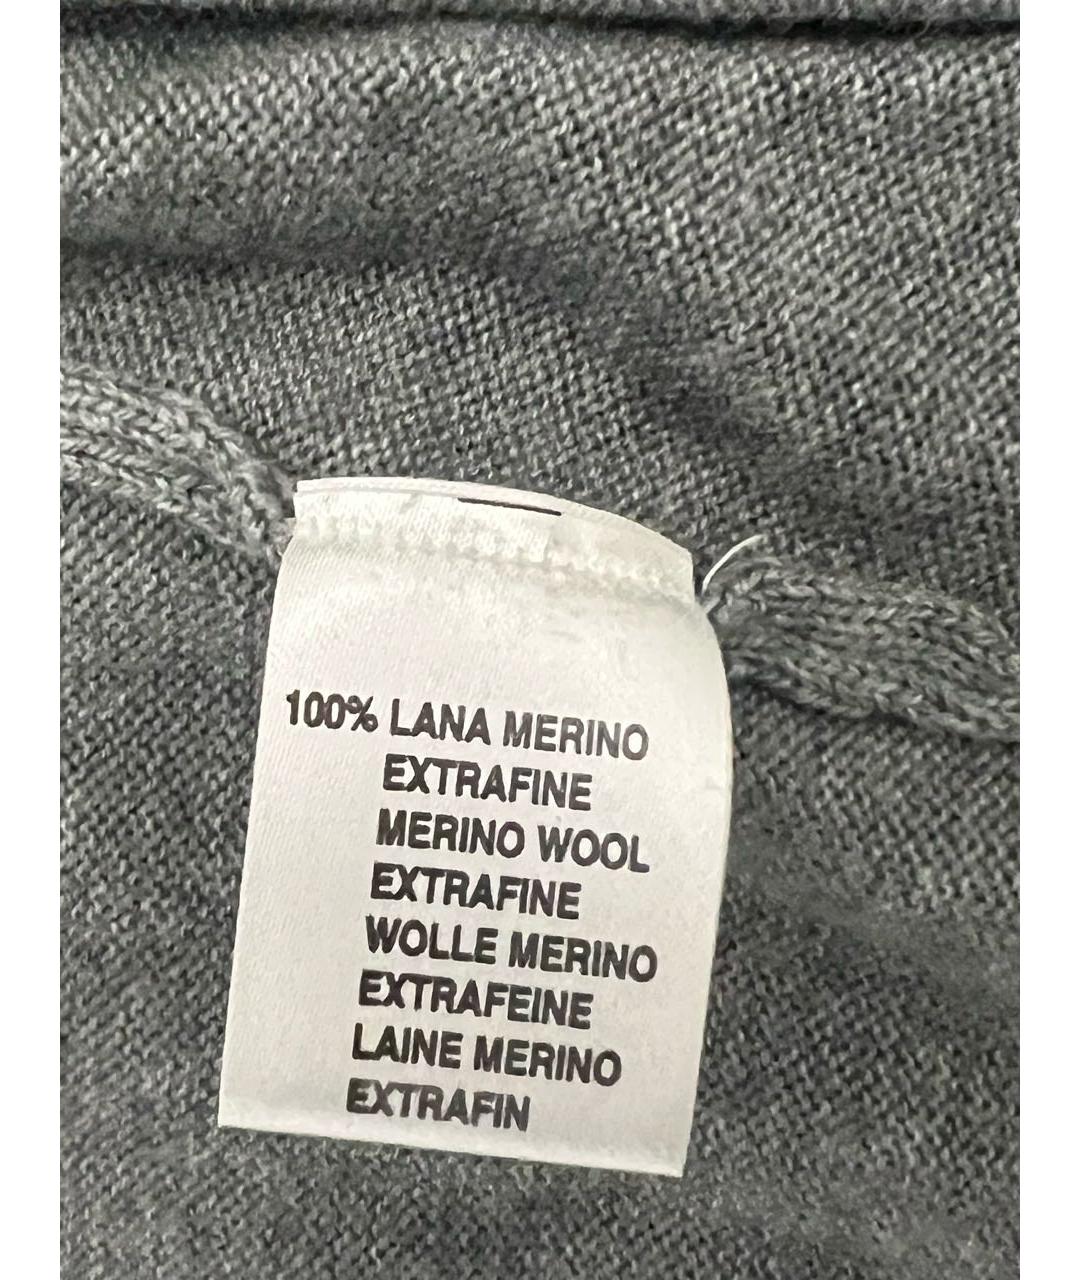 100% LANA MERINO
EXTRAFINE
MERINO WOOL
EXTRAFINE
WOLLE MERINO
EXTRAFEINE
LAINE MERINO
EXTRAFIN